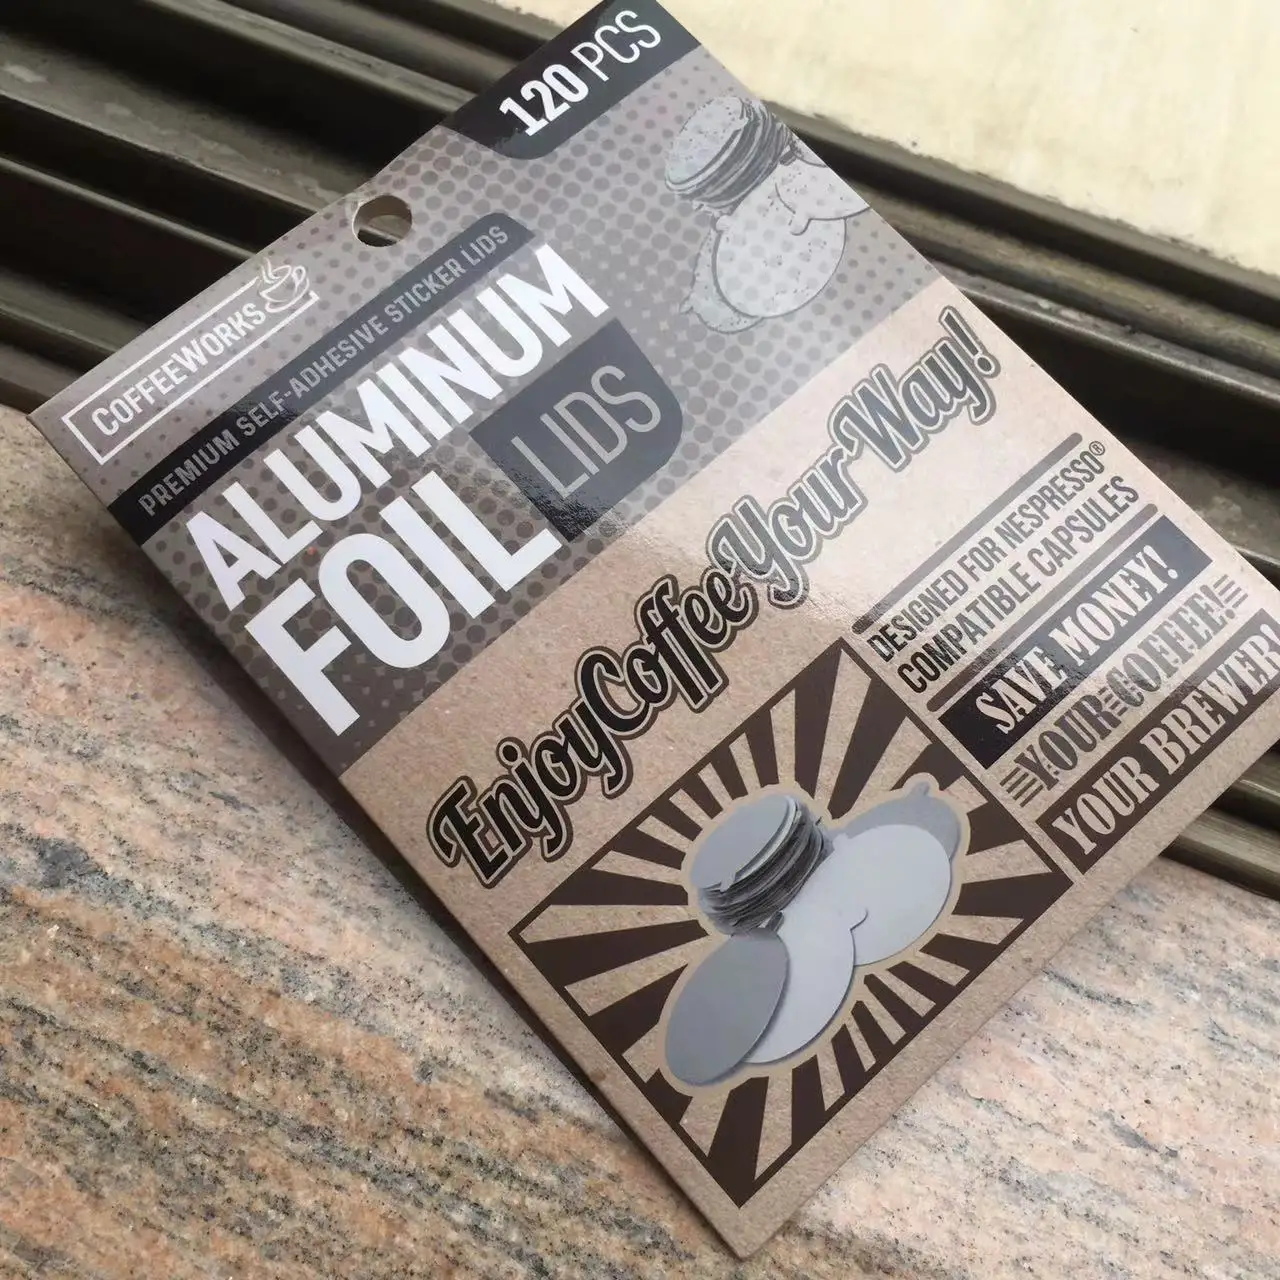 120 PCS
COFFEEWORKS
PREMIUM SELF-ADHESIVE STICKER LIDS
ALUMINUM
FOIL LIDS
Enjoy Coffee Your Way!
DESIGNED FOR NESPRESSO®
COMPATIBLE CAPSULES
SAVE MONEY!
YOUR COFFEE!
YOUR BREWER!